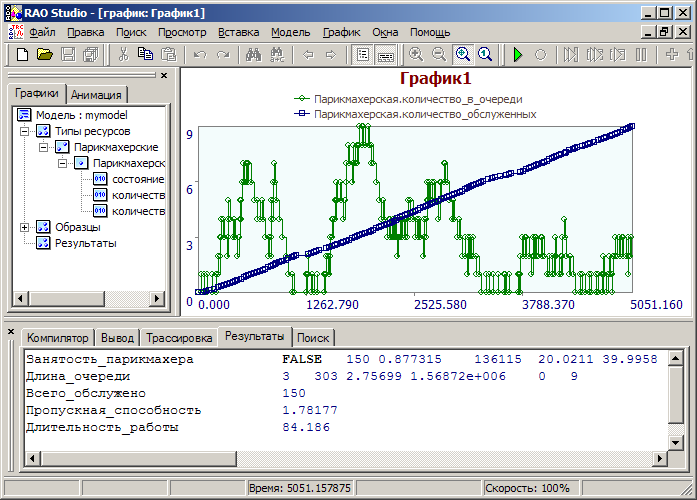 RAO Studio - [график: График1]
Файл Правка Поиск Просмотр Вставка Модель График Окна Помощь
График1
Парикмахерская.количество_в_очереди
Парикмахерская.количество_обслуженных
Графики Анимация
Модель : mymodel
Типы ресурсов
Парикмахерские
Парикмахерск
010 состояние
010 количеств
010 количеств
Образцы
Результаты
9
6
3
0
0.000 1262.790 2525.580 3788.370 5051.160
Компилятор Вывод Трассировка Результаты Поиск
Занятость_парикмахера FALSE 150 0.877315 136115 20.0211 39.9958
Длина_очереди 3 303 2.75699 1.56872e+006 0 9
Всего_обслужено 150
Пропускная_способность 1.78177
Длительность_работы 84.186
Время: 5051.157875 Скорость: 100%